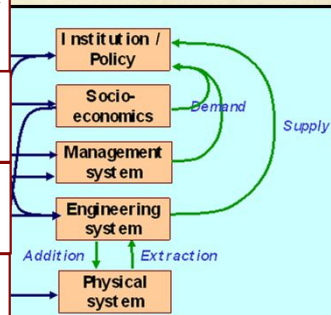 Institution /
Policy
Socio-
economics
Demand
Supply
Management
system
Engineering
system
Addition
Extraction
Physical
system